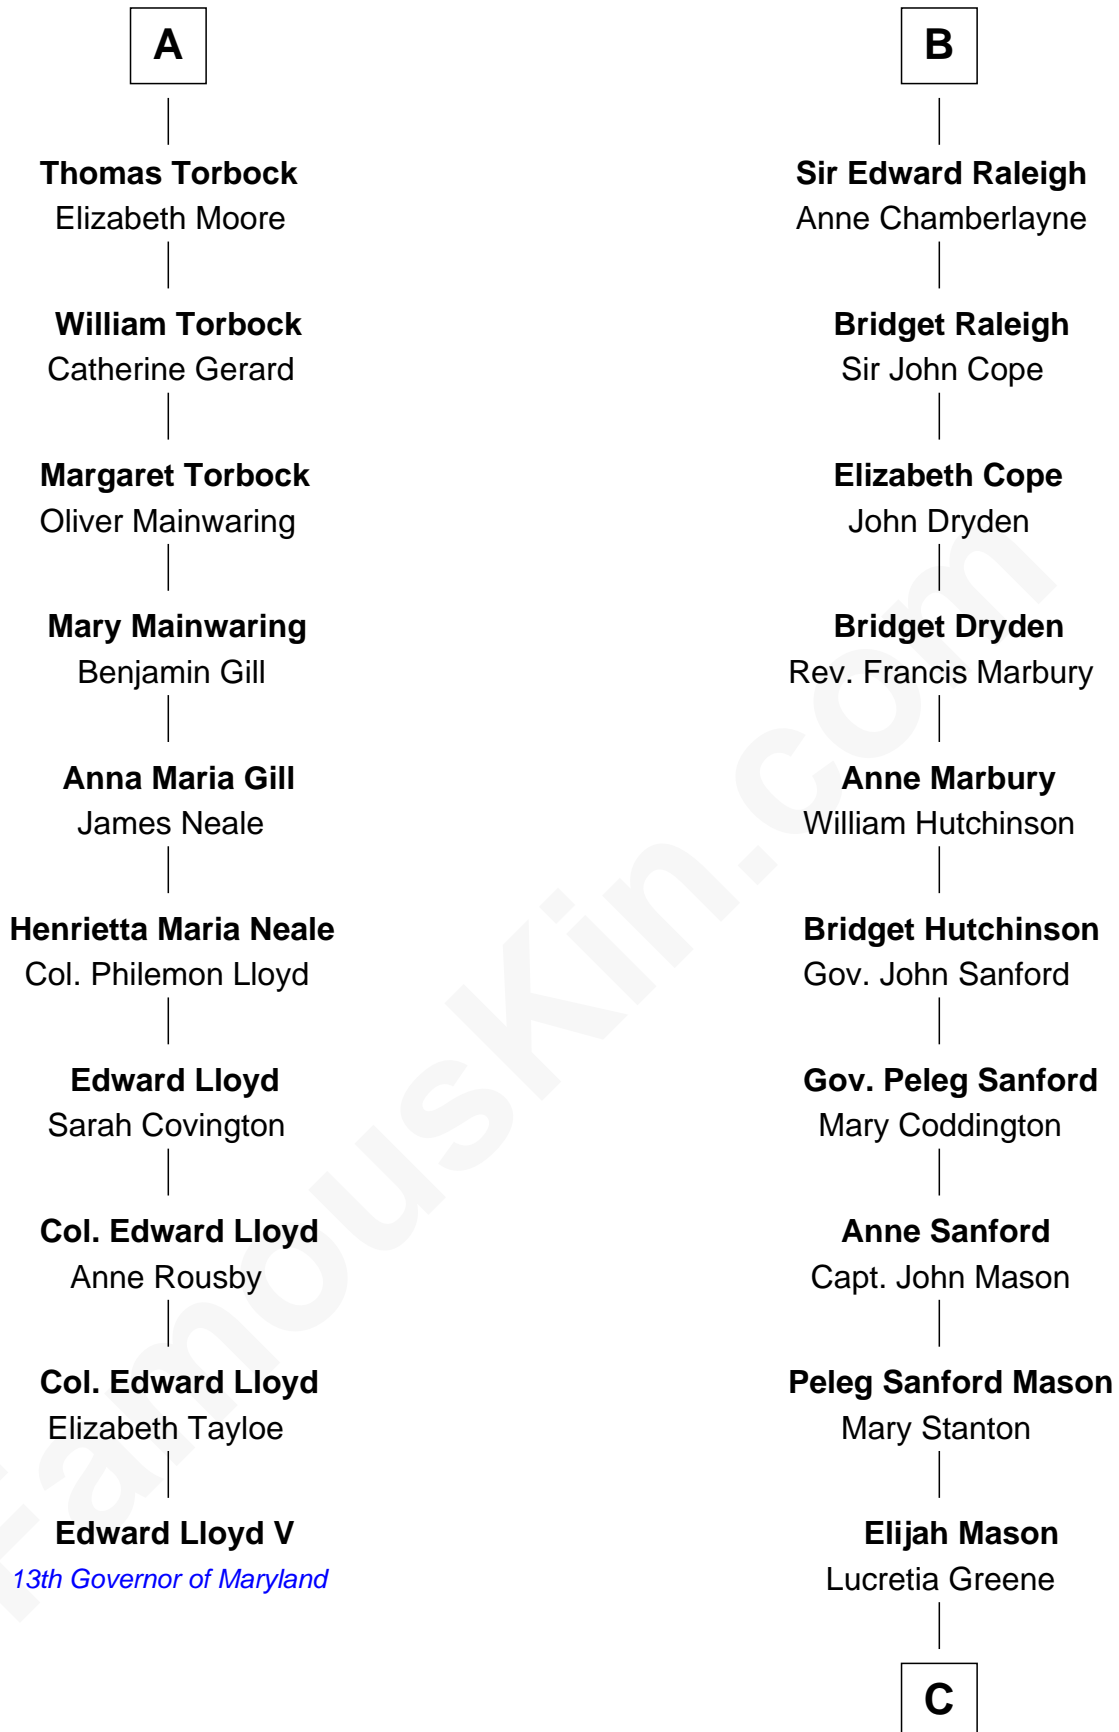 A
Thomas Torbock
Elizabeth Moore
William Torbock
Catherine Gerard
Margaret Torbock
Oliver Mainwaring
Mary Mainwaring
Benjamin Gill
Anna Maria Gill
James Neale
Henrietta Maria Neale
Col. Philemon Lloyd
Edward Lloyd
Sarah Covington
Col. Edward Lloyd
Anne Rousby
Col. Edward Lloyd
Elizabeth Tayloe
Edward Lloyd V
13th Governor of Maryland
B
Sir Edward Raleigh
Anne Chamberlayne
Bridget Raleigh
Sir John Cope
Elizabeth Cope
John Dryden
Bridget Dryden
Rev. Francis Marbury
Anne Marbury
William Hutchinson
Bridget Hutchinson
Gov. John Sanford
Gov. Peleg Sanford
Mary Coddington
Anne Sanford
Capt. John Mason
Peleg Sanford Mason
Mary Stanton
Elijah Mason
Lucretia Greene
C
FamousKin.com